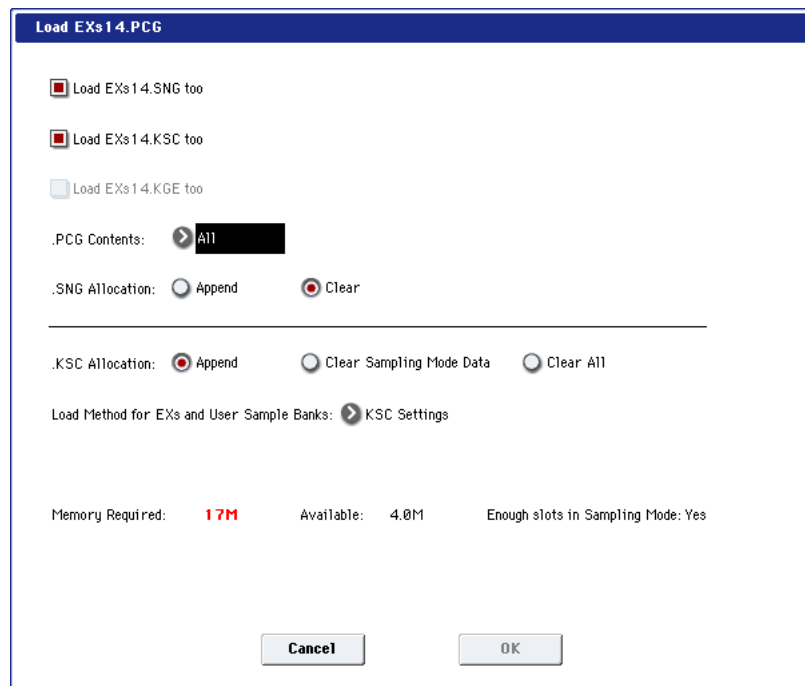 Load EXs14.PCG
Load EXs14.SNG too
Load EXs14.KSC too
Load EXs14.KGE too
.PCG Contents: All
.SNG Allocation: Append Clear
.KSC Allocation: Append Clear Sampling Mode Data Clear All
Load Method for EXs and User Sample Banks: KSC Settings
Memory Required: 17M Available: 4.0M Enough slots in Sampling Mode: Yes
Cancel OK